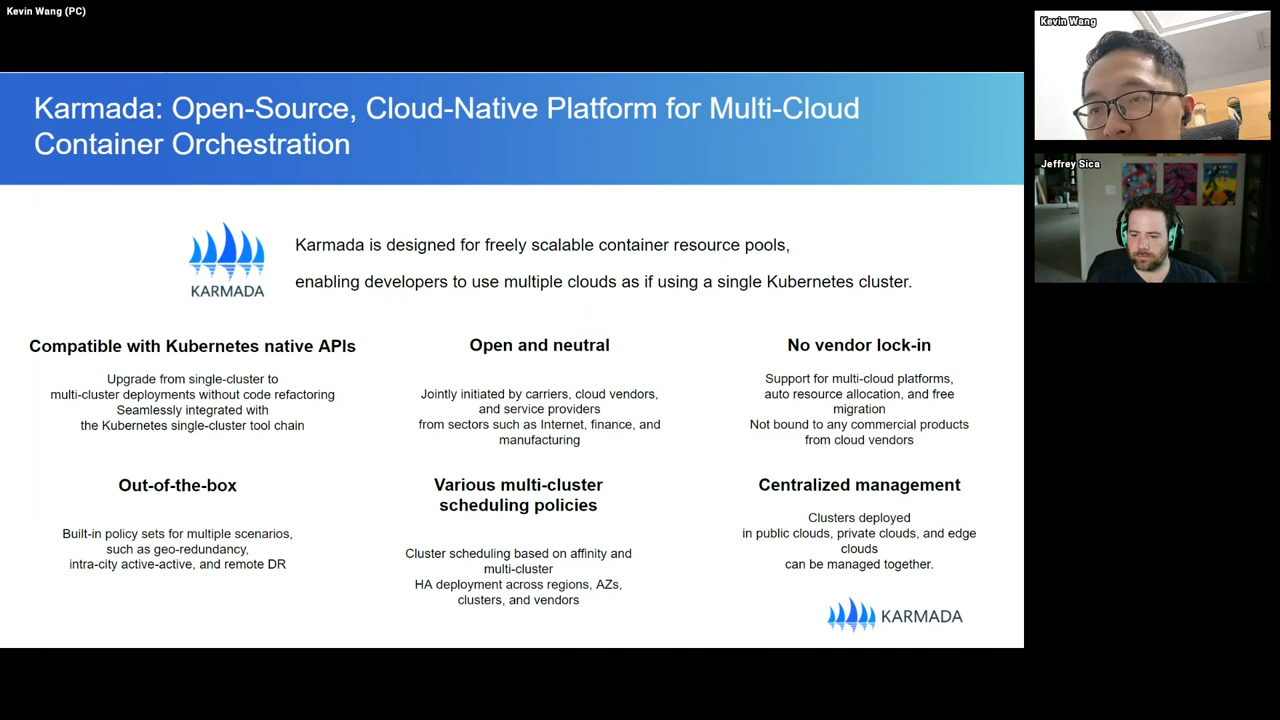 Kevin Wang (PC)
Kevin Wang
Jeffrey Sica
Karmada: Open-Source, Cloud-Native Platform for Multi-Cloud
Container Orchestration
KARMADA
Karmada is designed for freely scalable container resource pools,
enabling developers to use multiple clouds as if using a single Kubernetes cluster.
Compatible with Kubernetes native APIs
Upgrade from single-cluster to
multi-cluster deployments without code refactoring
Seamlessly integrated with
the Kubernetes single-cluster tool chain
Open and neutral
Jointly initiated by carriers, cloud vendors,
and service providers
from sectors such as Internet, finance, and
manufacturing
No vendor lock-in
Support for multi-cloud platforms,
auto resource allocation, and free
migration
Not bound to any commercial products
from cloud vendors
Out-of-the-box
Built-in policy sets for multiple scenarios,
such as geo-redundancy,
intra-city active-active, and remote DR
Various multi-cluster
scheduling policies
Cluster scheduling based on affinity and
multi-cluster
HA deployment across regions, AZs,
clusters, and vendors
Centralized management
Clusters deployed
in public clouds, private clouds, and edge
clouds
can be managed together.
KARMADA